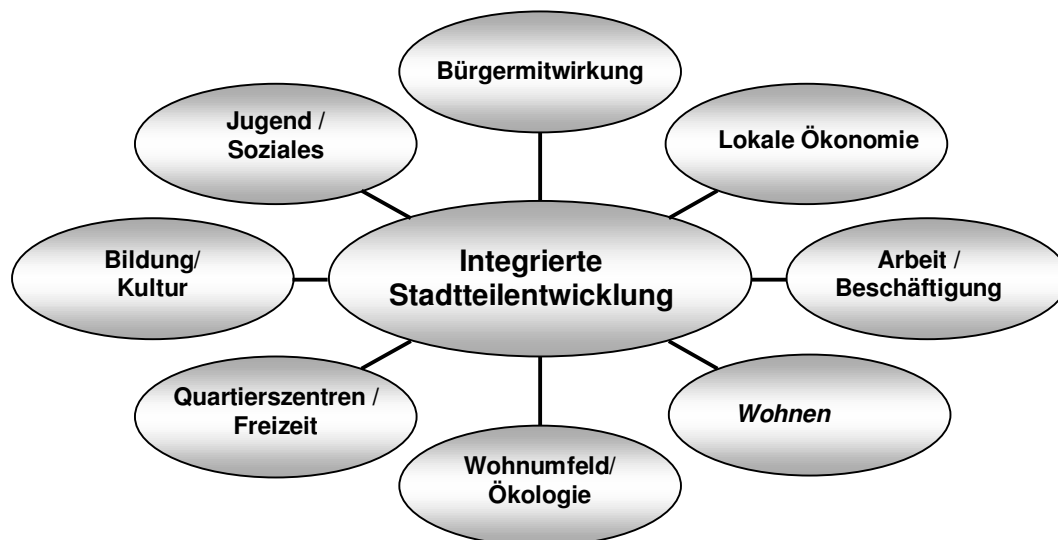 Bürgermitwirkung
Jugend /
Soziales
Lokale Ökonomie
Bildung/
Kultur
Integrierte
Stadtteilentwicklung
Arbeit /
Beschäftigung
Quartierszentren /
Freizeit
Wohnen
Wohnumfeld/
Ökologie